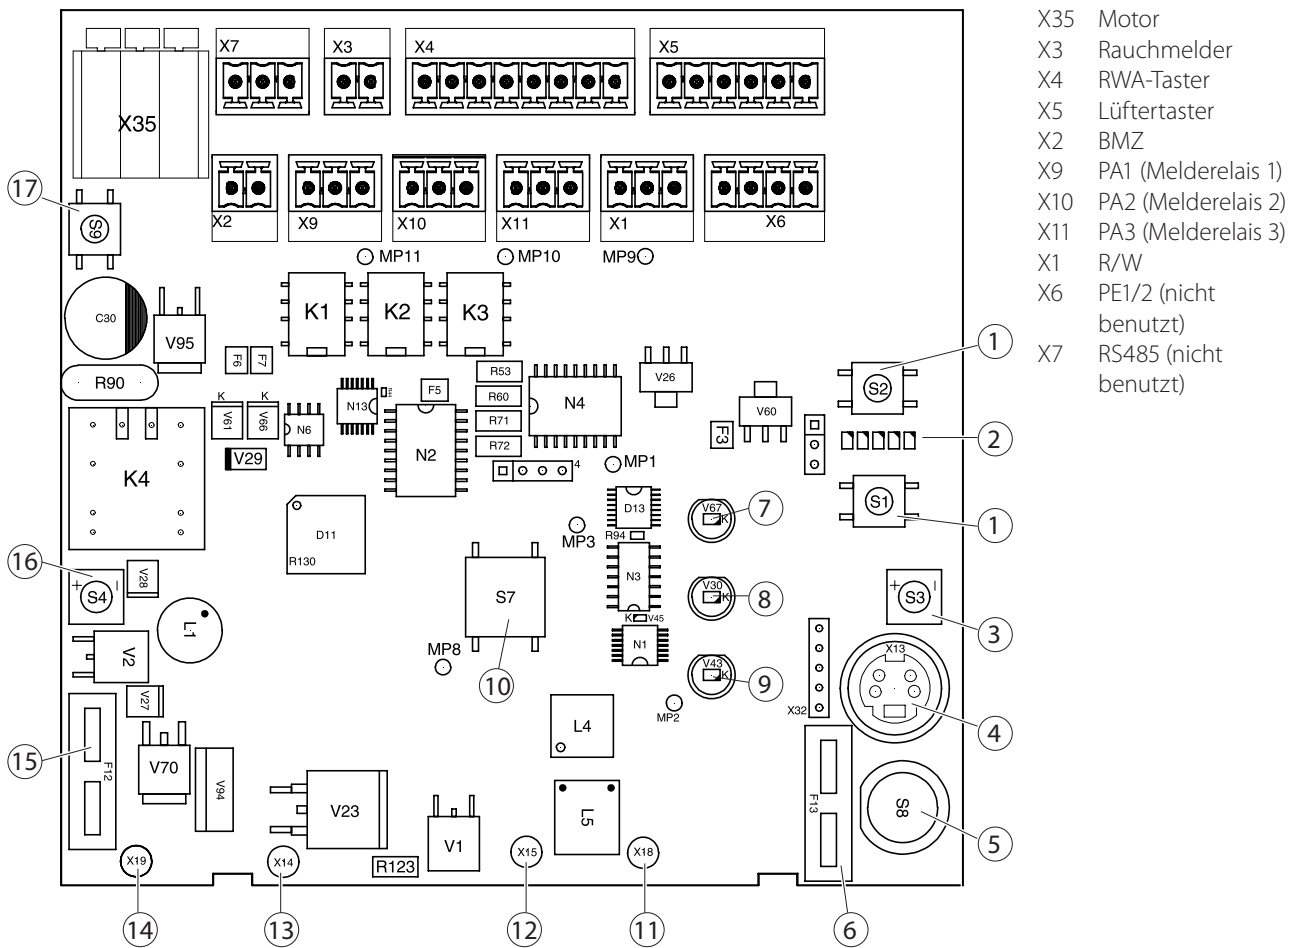 X7
X3
X4
X5
X35
X2
X9
X10
X11
X1
X6
MP11
MP10
MP9
17
S9
C30
V95
R90
K1
K2
K3
F6
F7
R53
R60
R71
R72
F5
N13
N4
V26
V60
F3
1
S2
2
S1
1
K
K
V61
V66
N6
V29
N2
4
MP1
K4
D11
R130
D13
MP3
R94
N3
K
V45
N1
V67
K
7
V30
K
8
V43
K
9
16
+
S4
-
V28
L1
V2
V27
S7
10
MP8
MP2
+
S3
-
3
X13
X32
4
15
F12
V70
V94
V23
R123
V1
L4
L5
F13
S8
5
X19
X14
X15
X18
14
13
12
11
6
X35 Motor
X3 Rauchmelder
X4 RWA-Taster
X5 Lüftertaster
X2 BMZ
X9 PA1 (Melderelais 1)
X10 PA2 (Melderelais 2)
X11 PA3 (Melderelais 3)
X1 R/W
X6 PE1/2 (nicht
benutzt)
X7 RS485 (nicht
benutzt)